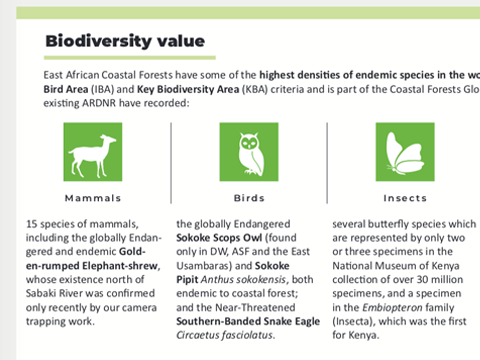 Biodiversity value
East African Coastal Forests have some of the highest densities of endemic species in the
Bird Area (IBA) and Key Biodiversity Area (KBA) criteria and is part of the Coastal Forests
existing ARDNR have recorded:
Mammals
15 species of mammals,
including the globally Endan-
gered and endemic Gold-
en-rumped Elephant-shrew,
whose existence north of
Sabaki River was confirmed
only recently by our camera
trapping work.
Birds
the globally Endangered
Sokoke Scops Owl (found
only in DW, ASF and the East
Usambaras) and Sokoke
Pipit Anthus sokokensis, both
endemic to coastal forest;
and the Near-Threatened
Southern-Banded Snake Eagle
Circaetus fasciolatus.
Insects
several butterfly species which
are represented by only two
or three specimens in the
National Museum of Kenya
collection of over 30 million
specimens, and a specimen
in the Embiopteron family
(Insecta), which was the first
for Kenya.